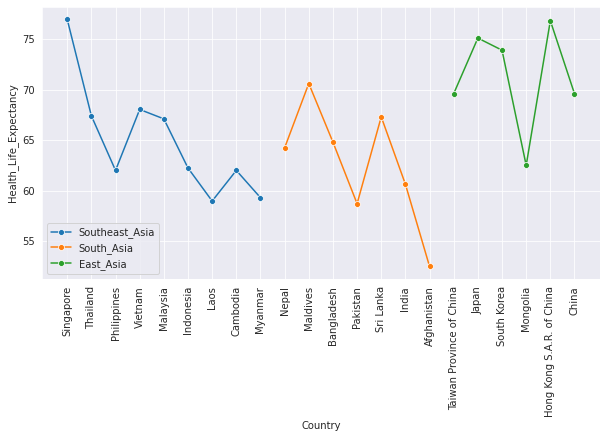 75
70
65
60
55
Health_Life_Expectancy
Southeast_Asia
South_Asia
East_Asia
Singapore
Thailand
Philippines
Vietnam
Malaysia
Indonesia
Laos
Cambodia
Myanmar
Nepal
Maldives
Bangladesh
Pakistan
Sri Lanka
India
Afghanistan
Taiwan Province of China
Japan
South Korea
Mongolia
Hong Kong S.A.R. of China
China
Country